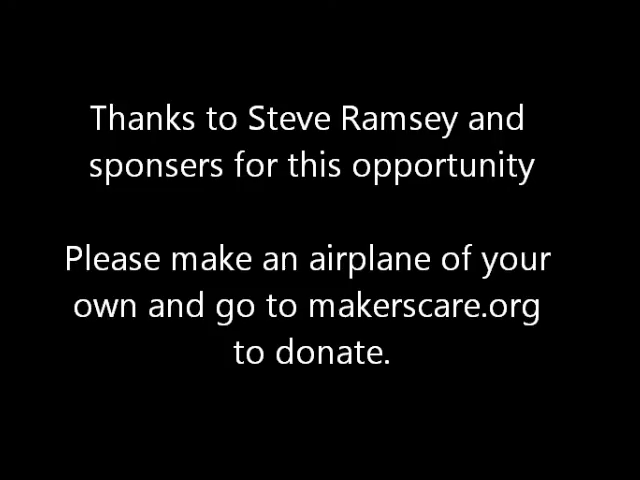 Thanks to Steve Ramsey and
sponsers for this opportunity
Please make an airplane of your
own and go to makerscare.org
to donate.